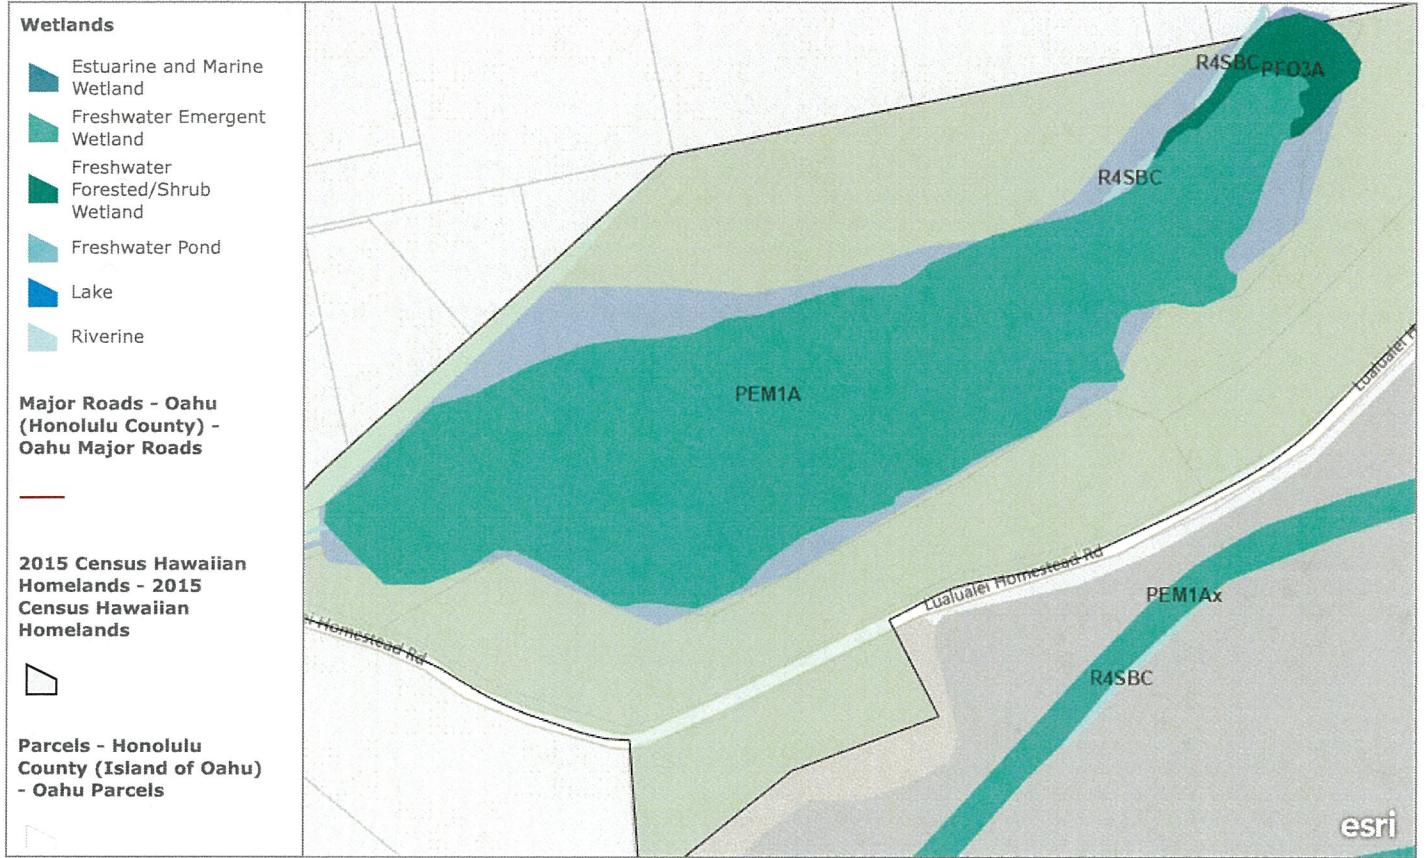 Wetlands
Estuarine and Marine
Wetland
Freshwater Emergent
Wetland
Freshwater
Forested/Shrub
Wetland
Freshwater Pond
Lake
Riverine
Major Roads - Oahu
(Honolulu County) -
Oahu Major Roads
2015 Census Hawaiian
Homelands - 2015
Census Hawaiian
Homelands
Parcels - Honolulu
County (Island of Oahu)
- Oahu Parcels
R4SBC
PFO3A
R4SBC
PEM1A
Lualualei H
Lualualei Homestead Rd
PEM1Ax
i Homestead Rd
R4SBC
esri